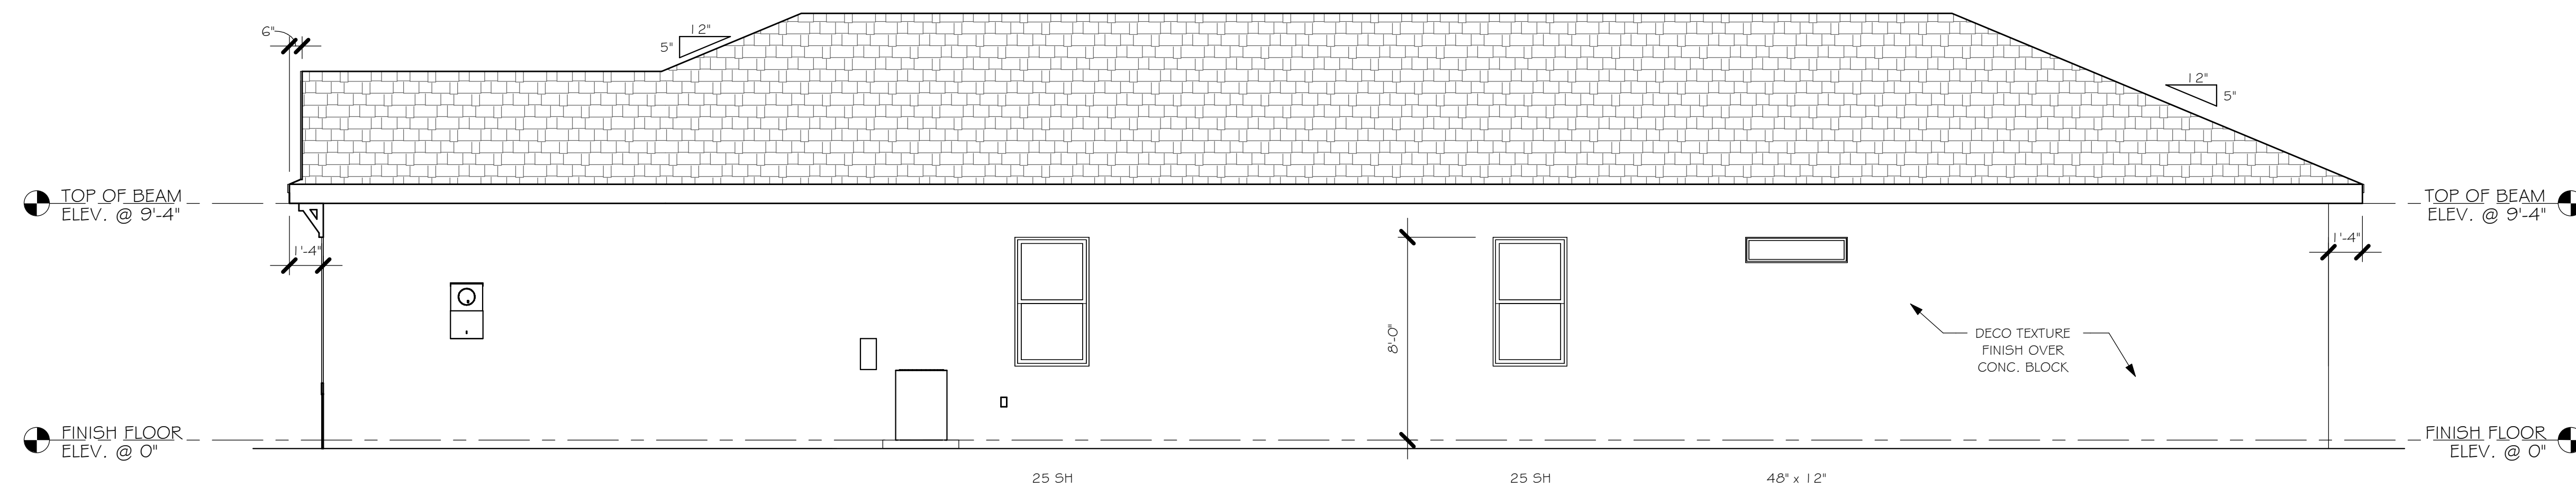 6"
12"
5"
12"
5"
TOP OF BEAM
ELEV. @ 9'-4"
TOP OF BEAM
ELEV. @ 9'-4"
1'-4"
1'-4"
8'-0"
DECO TEXTURE
FINISH OVER
CONC. BLOCK
FINISH FLOOR
ELEV. @ 0"
FINISH FLOOR
ELEV. @ 0"
25 SH
25 SH
48" x 12"